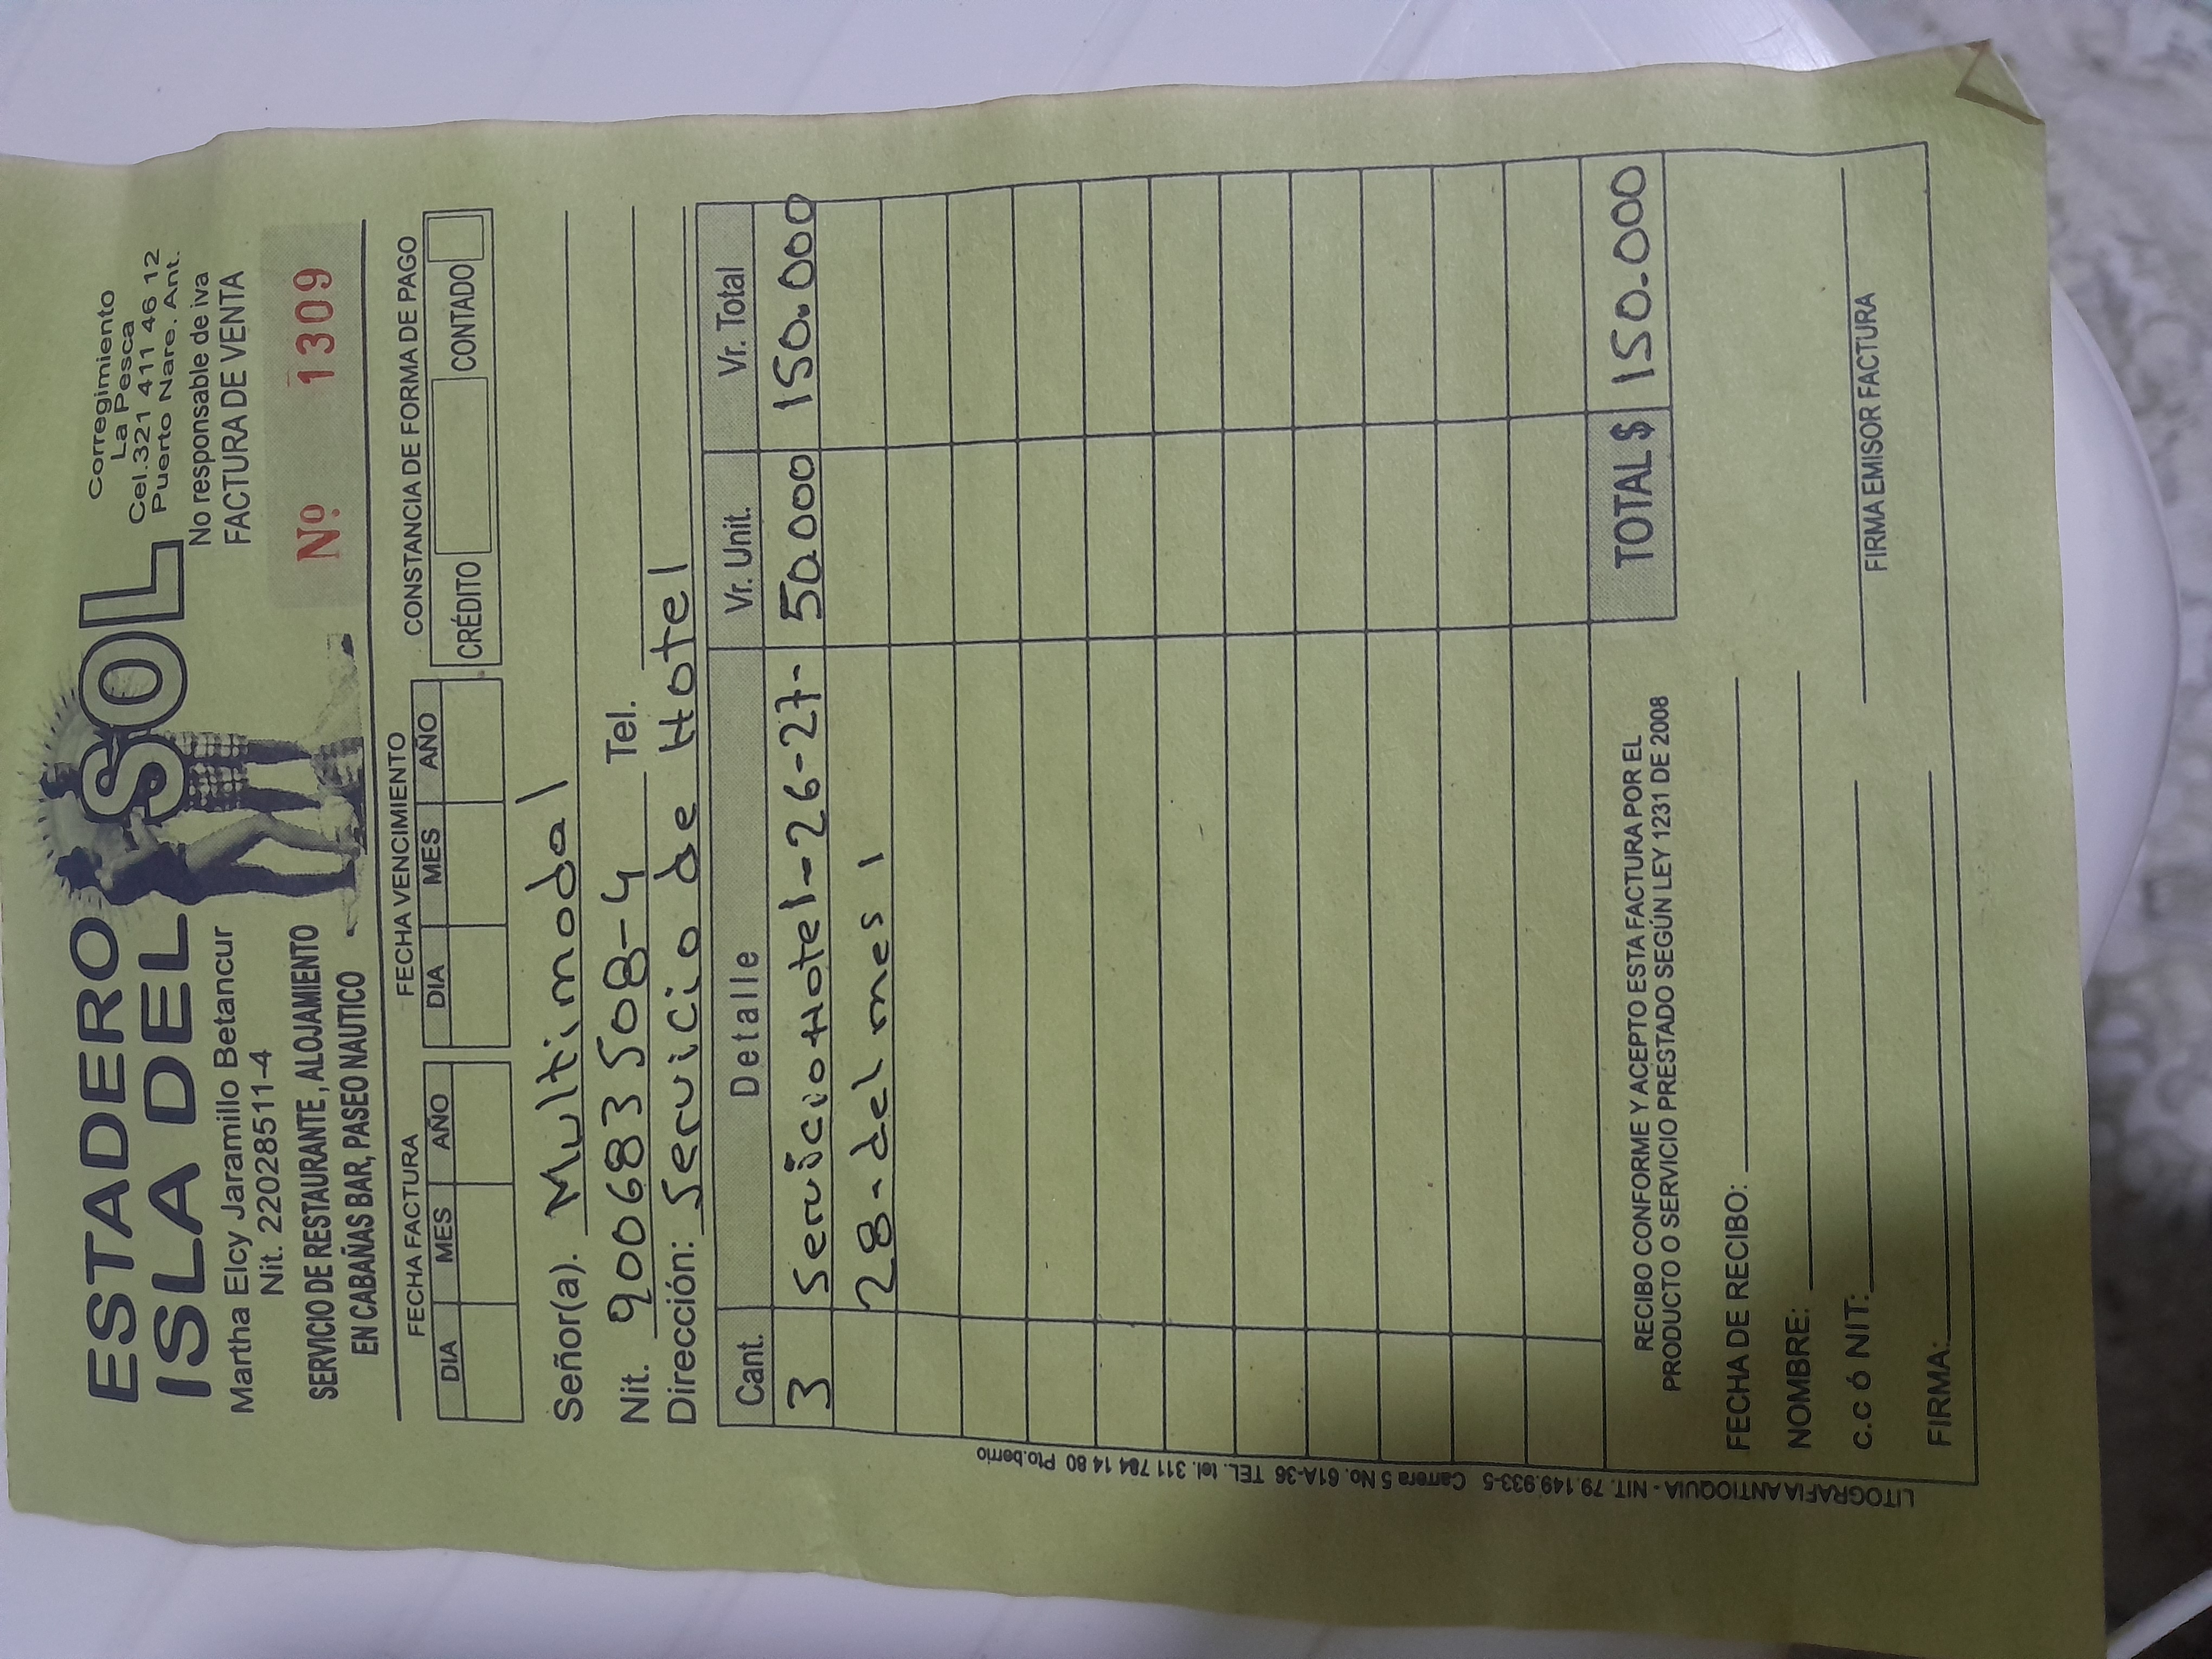 ESTADERO
ISLA DEL SOL
Martha Elcy Jaramillo Betancur
Nit. 22028511-4
SERVICIO DE RESTAURANTE, ALOJAMIENTO
EN CABAÑAS BAR, PASEO NAUTICO
Corregimiento
La Pesca
Cel.321 411 46 12
Puerto Nare. Ant.
No responsable de iva
FACTURA DE VENTA
Nº 1309
FECHA FACTURA
DIA MES AÑO
FECHA VENCIMIENTO
DIA MES AÑO
CONSTANCIA DE FORMA DE PAGO
CRÉDITO CONTADO
Señor(a). Multimodal
Nit. 900683508-4 Tel.
Dirección: Servicio de Hotel
Cant. Detalle Vr. Unit. Vr. Total
3 Servicio Hotel-26-27- 50.000 150.000
28-del mes 1
TOTAL $ 150.000
RECIBO CONFORME Y ACEPTO ESTA FACTURA POR EL
PRODUCTO O SERVICIO PRESTADO SEGÚN LEY 1231 DE 2008
FECHA DE RECIBO:
NOMBRE:
C.C Ó NIT:
FIRMA:
FIRMA EMISOR FACTURA
LITOGRAFIA ANTIOQUIA - NIT. 79.149.933-5 Carrera 5 No. 61A-36 TEL. tel. 311 784 14 80 Pto.berrio